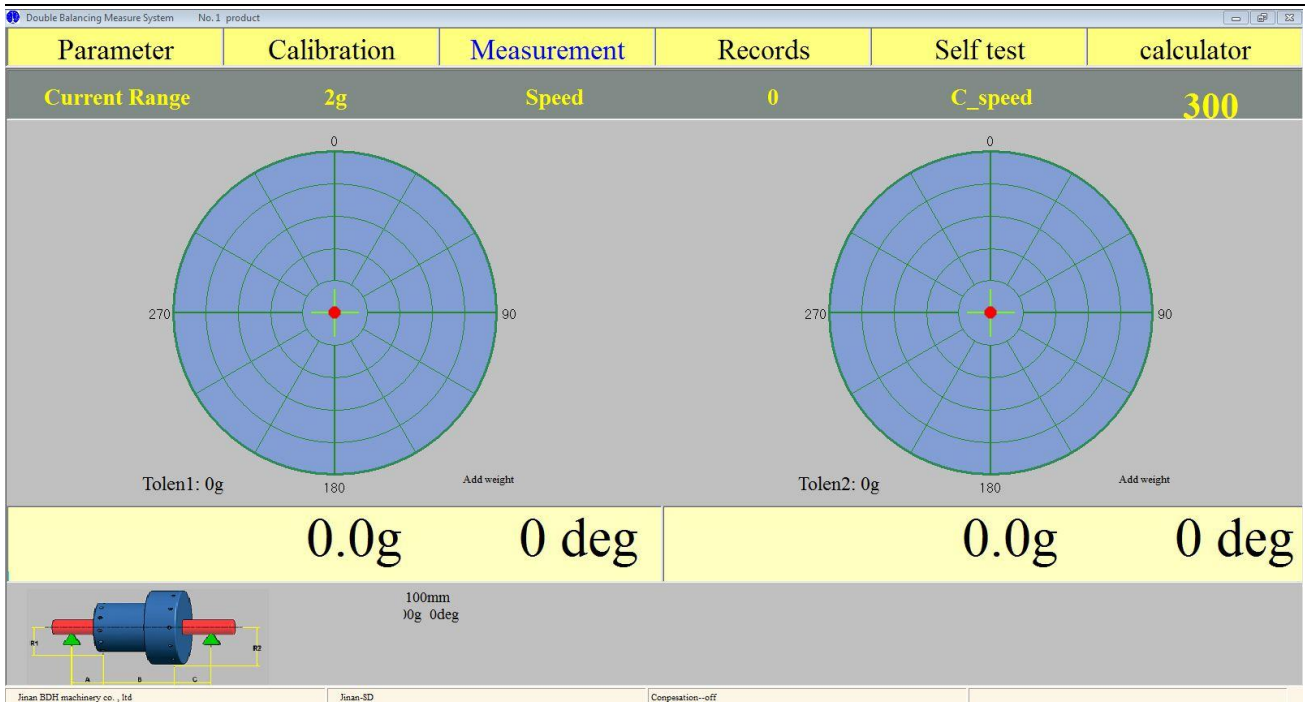 Double Balancing Measure System No. 1 product
Parameter Calibration Measurement Records Self test calculator
Current Range 2g Speed 0 C_speed 300
0 0
270 90 270 90
Tolen1: 0g 180 Add weight Tolen2: 0g 180 Add weight
0.0g 0 deg 0.0g 0 deg
100mm
0g 0deg
R1 R2
A B C
Jinan BDH machinery co. , ltd Jinan-SD Conpesation--off